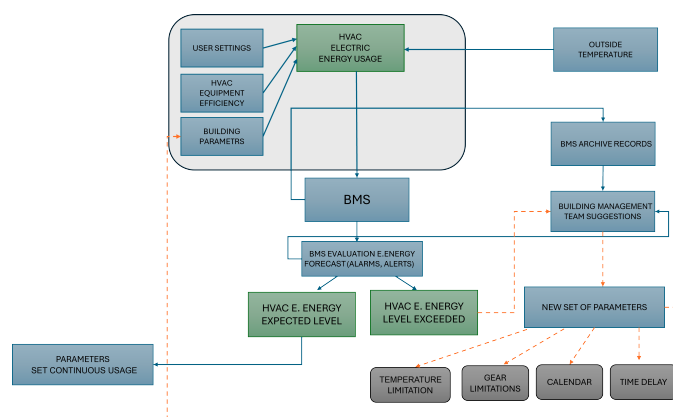 USER SETTINGS
HVAC
ELECTRIC
ENERGY USAGE
OUTSIDE
TEMPERATURE
HVAC
EQUIPMENT
EFFICIENCY
BUILDING
PARAMETRS
BMS ARCHIVE RECORDS
BMS
BUILDING MANAGEMENT
TEAM SUGGESTIONS
BMS EVALUATION E.ENERGY
FORECAST (ALARMS, ALERTS)
HVAC E. ENERGY
EXPECTED LEVEL
HVAC E. ENERGY
LEVEL EXCEEDED
NEW SET OF PARAMETERS
PARAMETERS
SET CONTINUOUS USAGE
TEMPERATURE
LIMITATION
GEAR
LIMITATIONS
CALENDAR
TIME DELAY